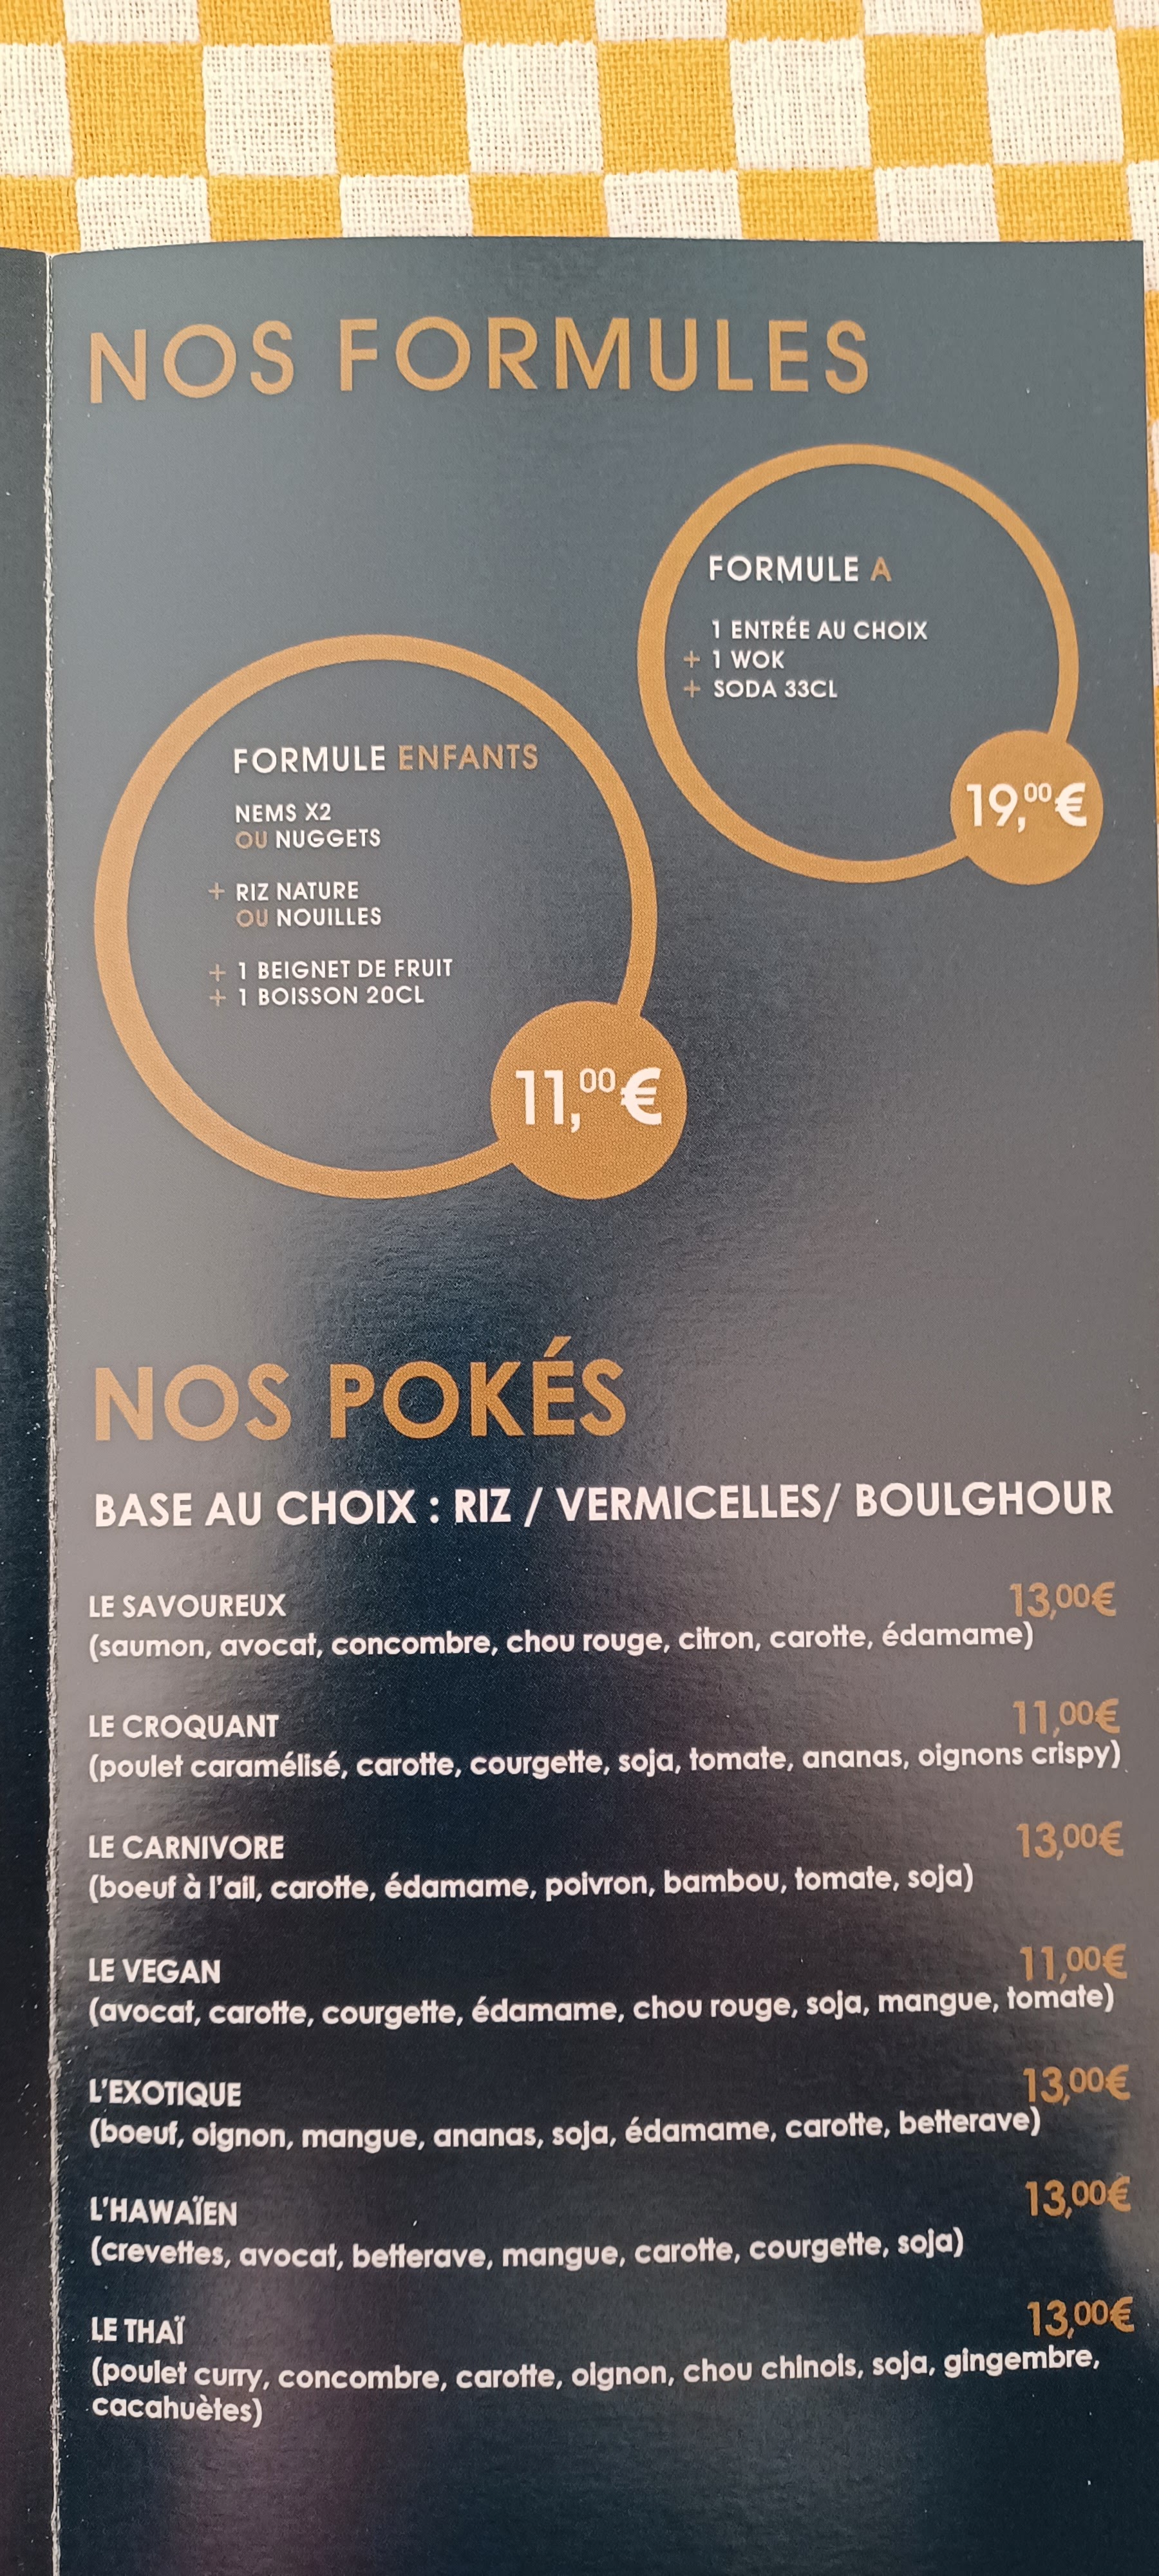 NOS FORMULES
FORMULE A
1 ENTRÉE AU CHOIX
+ 1 WOK
+ SODA 33CL
19,00€
FORMULE ENFANTS
NEMS X2
OU NUGGETS
+ RIZ NATURE
OU NOUILLES
+ 1 BEIGNET DE FRUIT
+ 1 BOISSON 20CL
11,00€
NOS POKÉS
BASE AU CHOIX : RIZ / VERMICELLES/ BOULGHOUR
LE SAVOUREUX 13,00€
(saumon, avocat, concombre, chou rouge, citron, carotte, édamame)
LE CROQUANT 11,00€
(poulet caramélisé, carotte, courgette, soja, tomate, ananas, oignons crispy)
LE CARNIVORE 13,00€
(boeuf à l'ail, carotte, édamame, poivron, bambou, tomate, soja)
LE VEGAN 11,00€
(avocat, carotte, courgette, édamame, chou rouge, soja, mangue, tomate)
L'EXOTIQUE 13,00€
(boeuf, oignon, mangue, ananas, soja, édamame, carotte, betterave)
L'HAWAÏEN 13,00€
(crevettes, avocat, betterave, mangue, carotte, courgette, soja)
LE THAÏ 13,00€
(poulet curry, concombre, carotte, oignon, chou chinois, soja, gingembre,
cacahuètes)